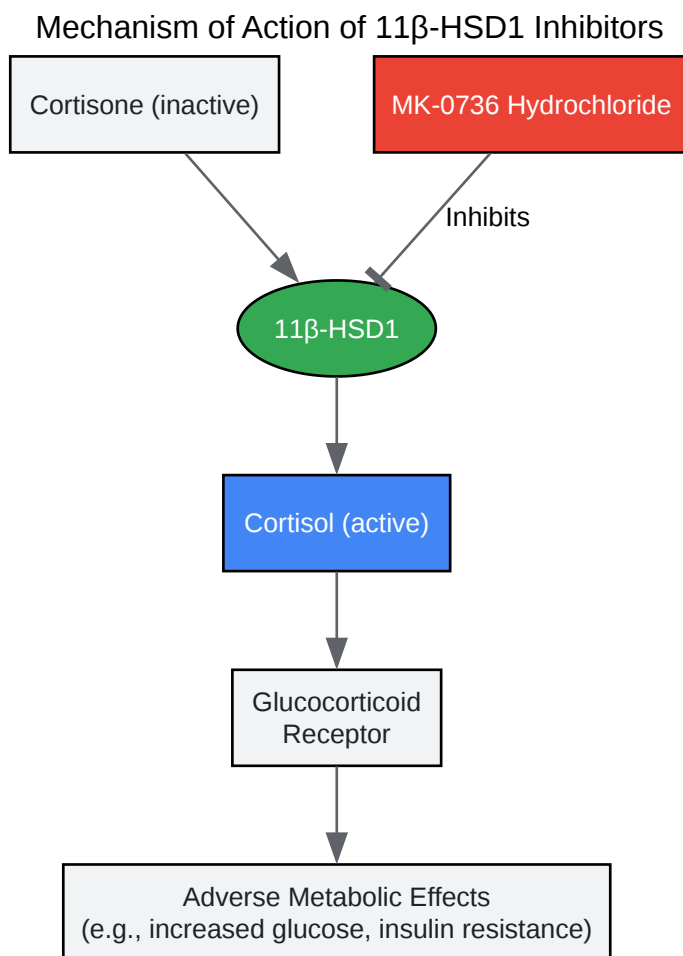 Mechanism of Action of 11β-HSD1 Inhibitors
Cortisone (inactive)
MK-0736 Hydrochloride
Inhibits
11β-HSD1
Cortisol (active)
Glucocorticoid
Receptor
Adverse Metabolic Effects
(e.g., increased glucose, insulin resistance)